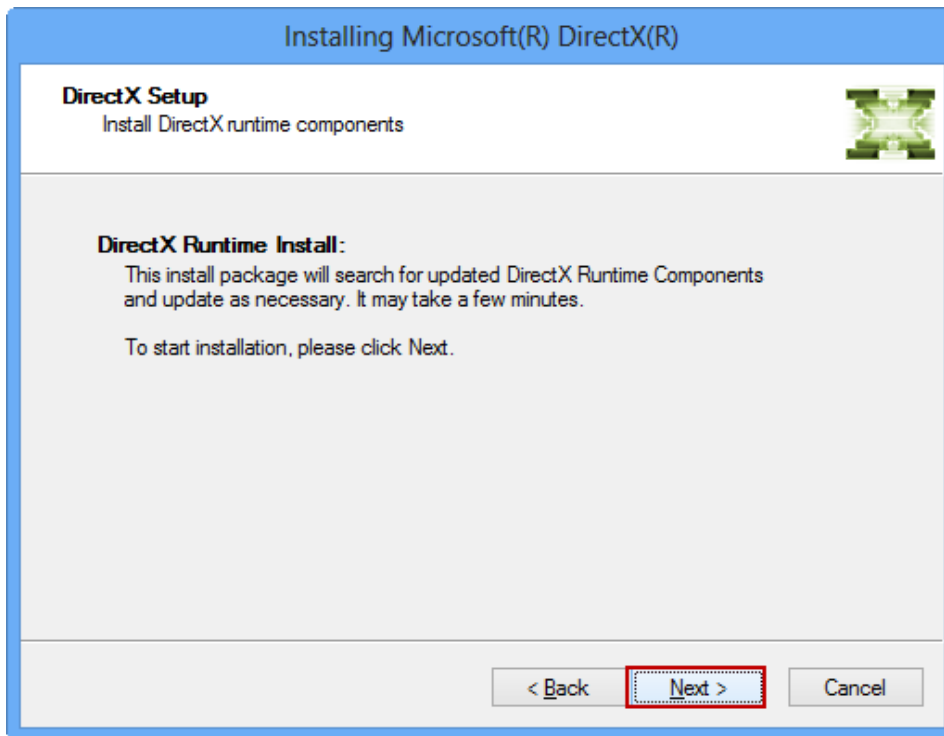 Installing Microsoft(R) DirectX(R)
DirectX Setup
Install DirectX runtime components
DirectX Runtime Install:
This install package will search for updated DirectX Runtime Components
and update as necessary. It may take a few minutes.
To start installation, please click Next.
< Back
Next >
Cancel